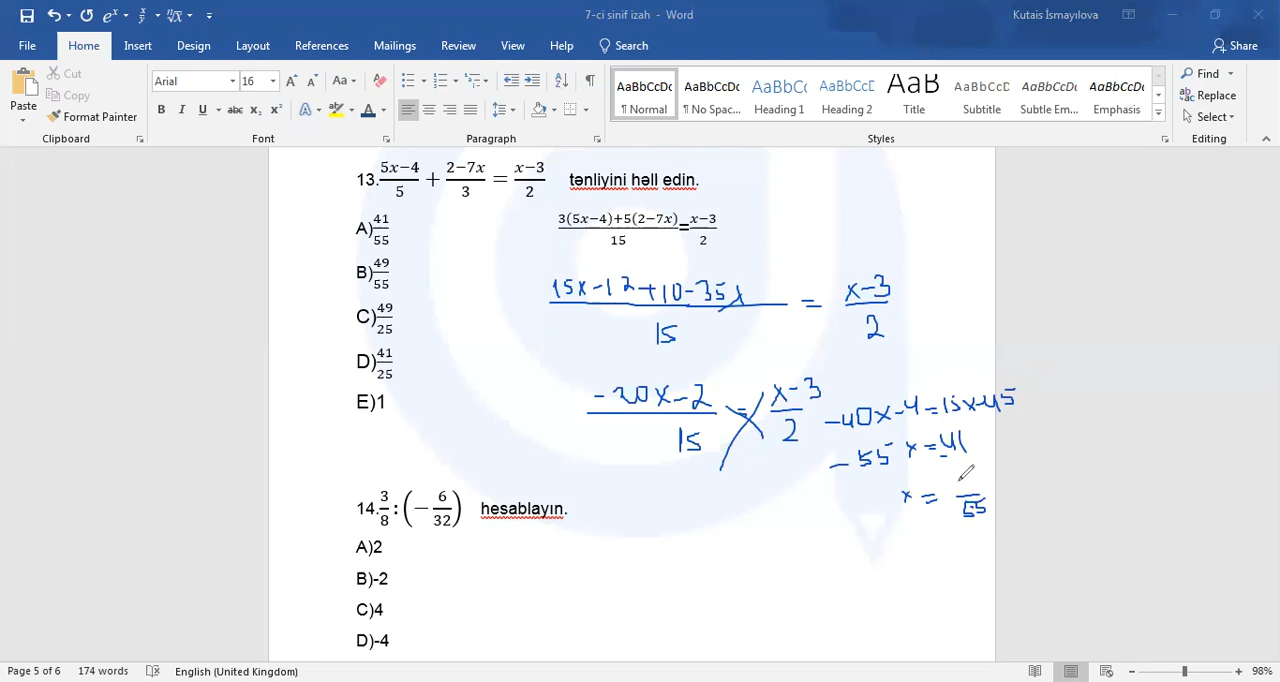 7-ci sinif izah - Word
Kutais İsmayılova
File Home Insert Design Layout References Mailings Review View Help Search Share
Paste
Cut
Copy
Format Painter
Clipboard
Arial 16
Font
Paragraph
AaBbCcDc AaBbCcDc AaBbC AaBbCcE AaB AaBbCcD AaBbCcDc AaBbCcDc
¶ Normal ¶ No Spac... Heading 1 Heading 2 Title Subtitle Subtle Em... Emphasis
Styles
Find
Replace
Select
Editing
13. (5x−4)/5 + (2−7x)/3 = (x−3)/2 tənliyini həll edin.
(3(5x−4)+5(2−7x))/15 = (x−3)/2
A) 41/55
B) 49/55
C) 49/25
D) 41/25
E) 1
(15x-12+10-35x)/15 = (x-3)/2
(-20x-2)/15 = (x-3)/2
-40x-4=15x-45
-55x=-41
x = /55
14. 3/8 : (−6/32) hesablayın.
A)2
B)-2
C)4
D)-4
Page 5 of 6 174 words English (United Kingdom) 98%